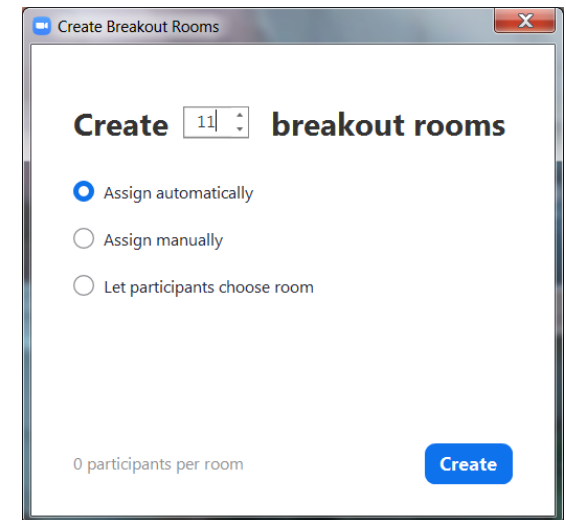 Create Breakout Rooms
Create 11 breakout rooms
Assign automatically
Assign manually
Let participants choose room
0 participants per room
Create